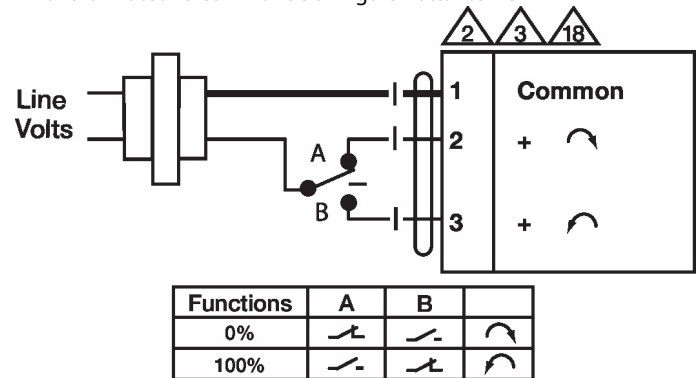 2 3 18
Line
Volts
1 Common
A
2 +
B
3 +
Functions A B
0%
100%